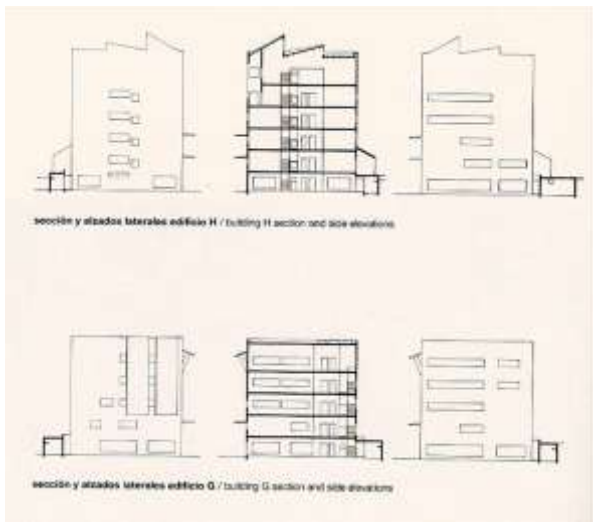 sección y alzados laterales edificio H / building H section and side elevations
sección y alzados laterales edificio G / building G section and side elevations